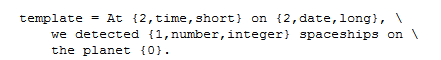 template = At {2,time,short} on {2,date,long}, \
we detected {1,number,integer} spaceships on \
the planet {0}.